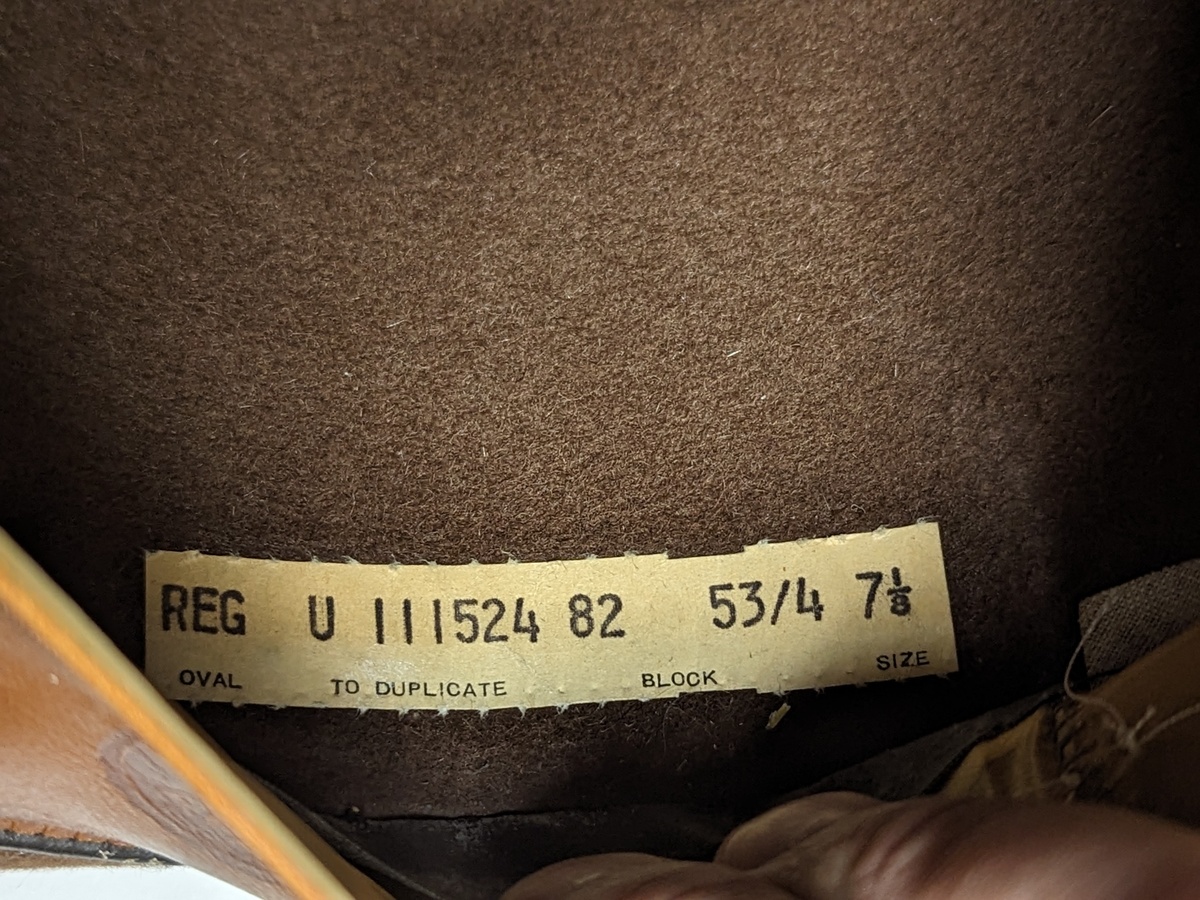 REG U 111524 82 53/4 7⅛
OVAL TO DUPLICATE BLOCK SIZE